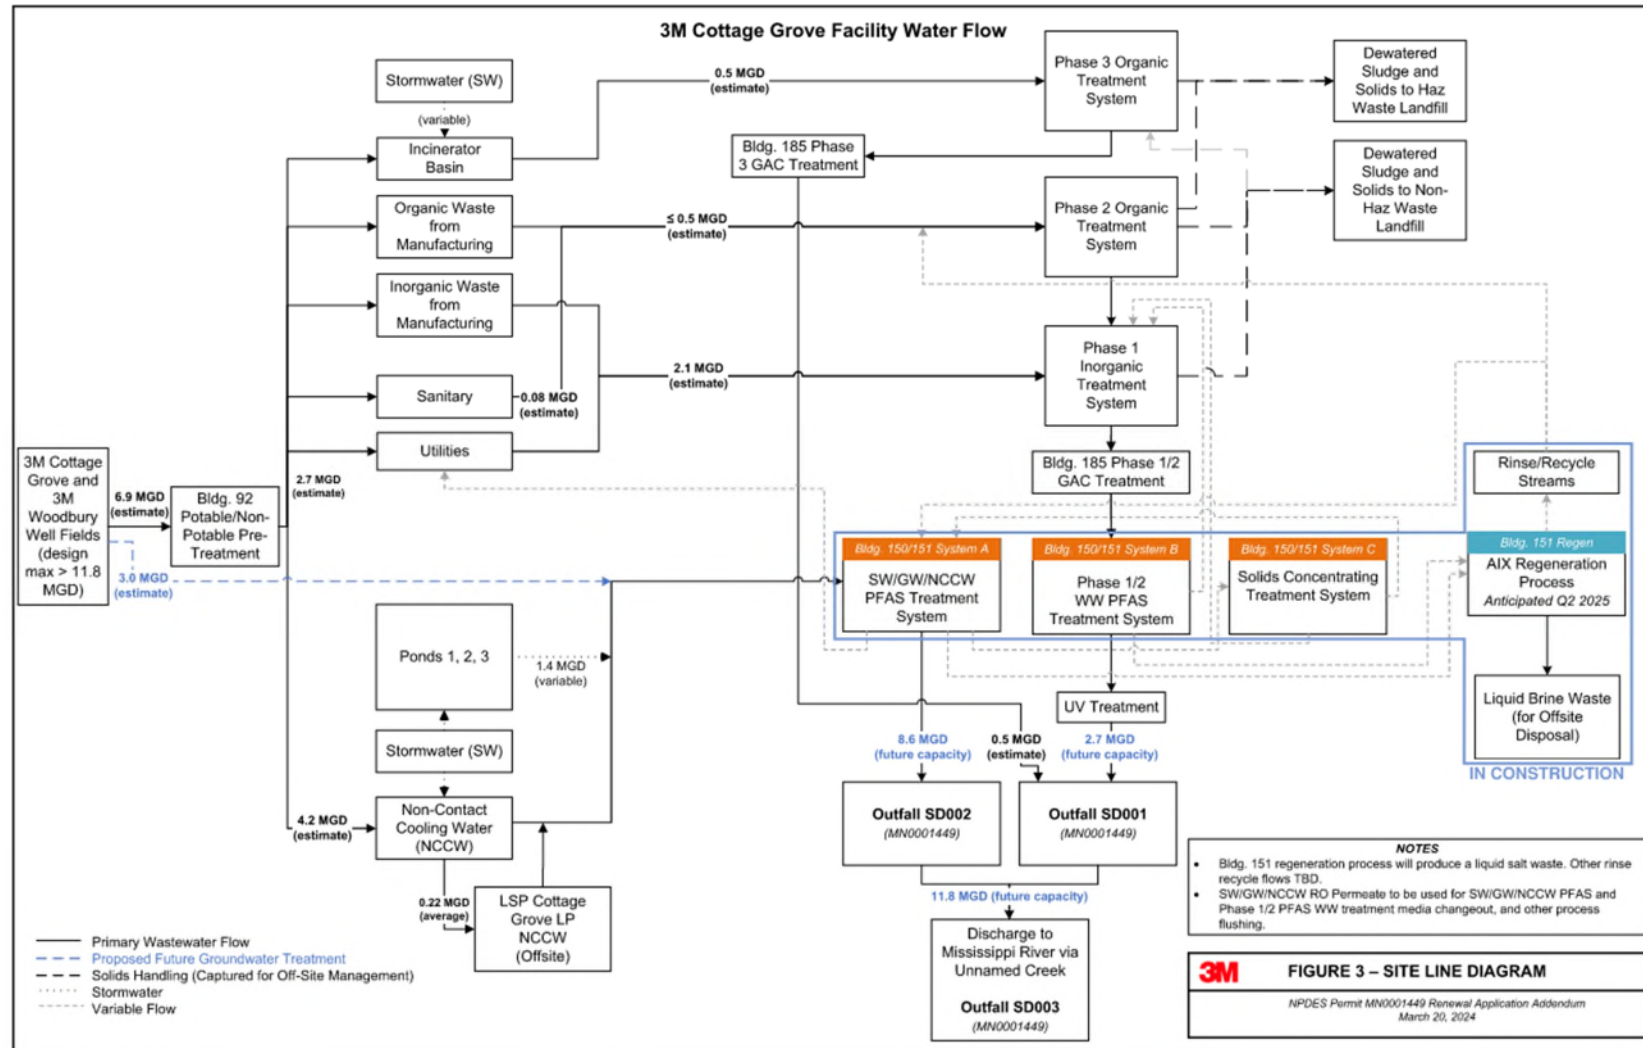 3M Cottage Grove Facility Water Flow
Stormwater (SW)
(variable)
Incinerator
Basin
0.5 MGD
(estimate)
Phase 3 Organic
Treatment
System
Dewatered
Sludge and
Solids to Haz
Waste Landfill
Bldg. 185 Phase
3 GAC Treatment
Dewatered
Sludge and
Solids to Non-
Haz Waste
Landfill
Organic Waste
from
Manufacturing
≤ 0.5 MGD
(estimate)
Phase 2 Organic
Treatment
System
Inorganic Waste
from
Manufacturing
2.1 MGD
(estimate)
Phase 1
Inorganic
Treatment
System
Sanitary
0.08 MGD
(estimate)
Utilities
3M Cottage
Grove and
3M
Woodbury
Well Fields
(design
max > 11.8
MGD)
6.9 MGD
(estimate)
Bldg. 92
Potable/Non-
Potable Pre-
Treatment
2.7 MGD
(estimate)
3.0 MGD
(estimate)
Bldg. 185 Phase 1/2
GAC Treatment
Rinse/Recycle
Streams
Bldg. 150/151 System A
SW/GW/NCCW
PFAS Treatment
System
Bldg. 150/151 System B
Phase 1/2
WW PFAS
Treatment System
Bldg. 150/151 System C
Solids Concentrating
Treatment System
Bldg. 151 Regen
AIX Regeneration
Process
Anticipated Q2 2025
Ponds 1, 2, 3
1.4 MGD
(variable)
UV Treatment
Liquid Brine Waste
(for Offsite
Disposal)
IN CONSTRUCTION
Stormwater (SW)
8.6 MGD
(future capacity)
0.5 MGD
(estimate)
2.7 MGD
(future capacity)
4.2 MGD
(estimate)
Non-Contact
Cooling Water
(NCCW)
Outfall SD002
(MN0001449)
Outfall SD001
(MN0001449)
0.22 MGD
(average)
LSP Cottage
Grove LP
NCCW
(Offsite)
11.8 MGD (future capacity)
Discharge to
Mississippi River via
Unnamed Creek
Outfall SD003
(MN0001449)
Primary Wastewater Flow
Proposed Future Groundwater Treatment
Solids Handling (Captured for Off-Site Management)
Stormwater
Variable Flow
NOTES
• Bldg. 151 regeneration process will produce a liquid salt waste. Other rinse
recycle flows TBD.
• SW/GW/NCCW RO Permeate to be used for SW/GW/NCCW PFAS and
Phase 1/2 PFAS WW treatment media changeout, and other process
flushing.
3M
FIGURE 3 – SITE LINE DIAGRAM
NPDES Permit MN0001449 Renewal Application Addendum
March 20, 2024